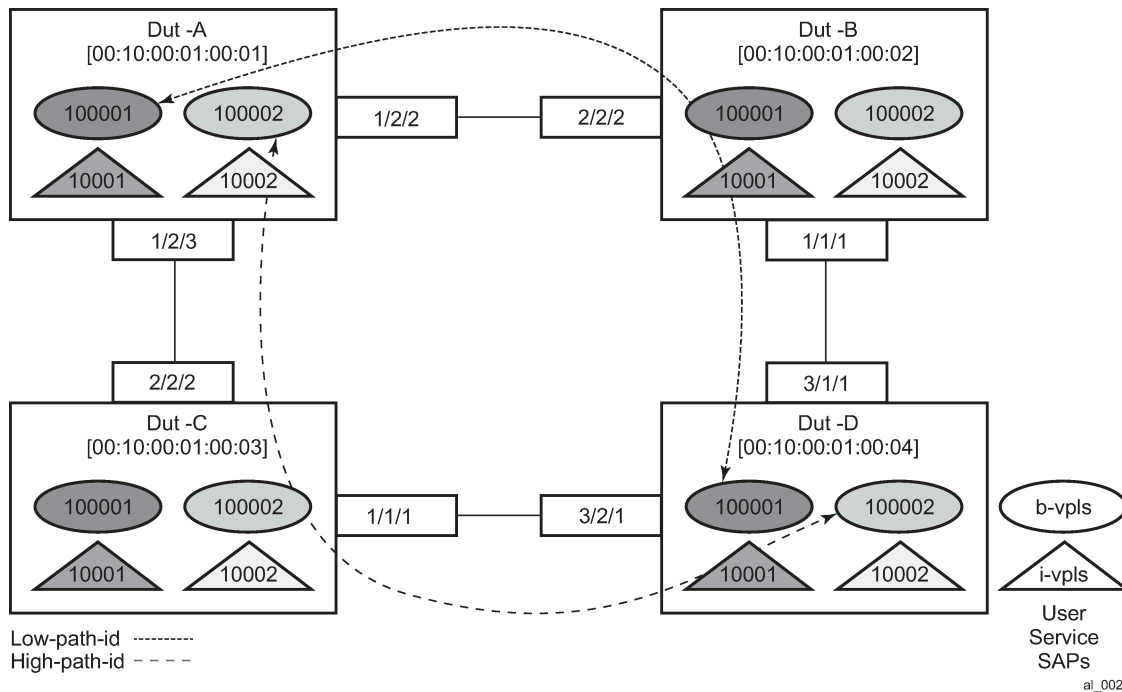 Dut -A
[00:10:00:01:00:01]
100001
100002
10001
10002
1/2/2
2/2/2
Dut -B
[00:10:00:01:00:02]
100001
100002
10001
10002
1/2/3
1/1/1
2/2/2
3/1/1
Dut -C
[00:10:00:01:00:03]
100001
100002
10001
10002
1/1/1
3/2/1
Dut -D
[00:10:00:01:00:04]
100001
100002
10001
10002
b-vpls
i-vpls
User
Service
SAPs
Low-path-id
High-path-id
al_002